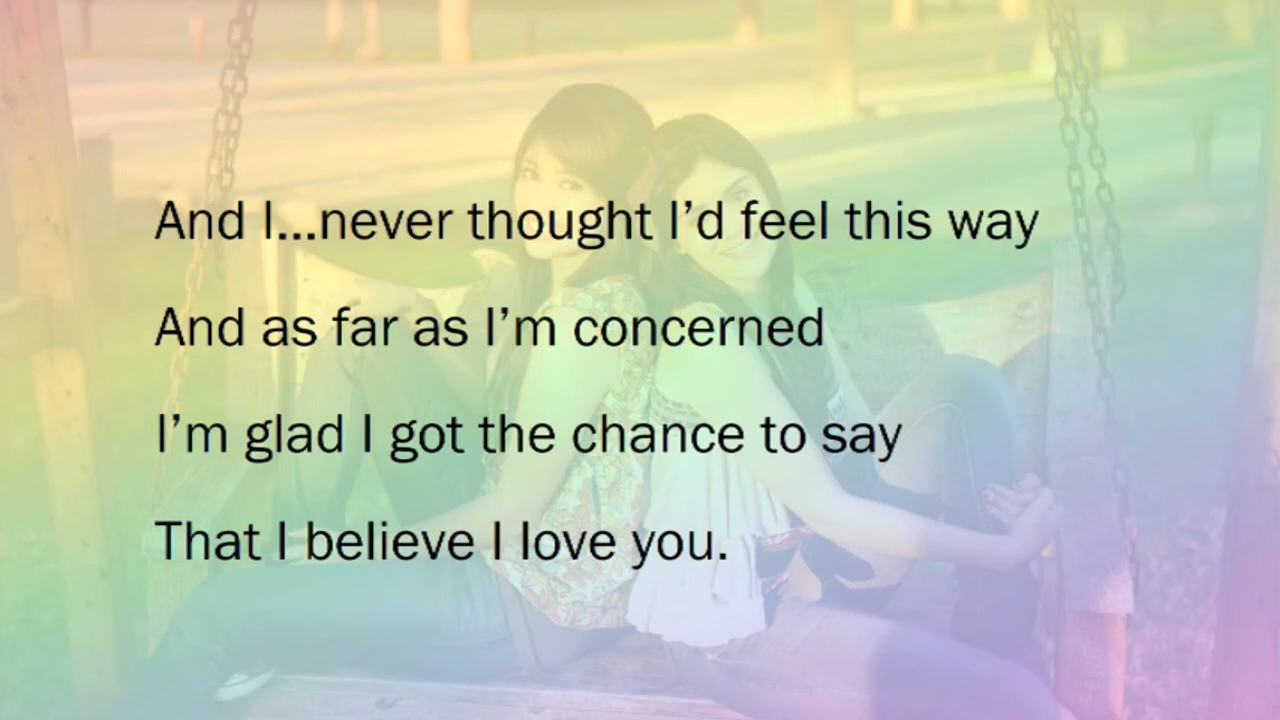 And I...never thought I’d feel this way
And as far as I’m concerned
I’m glad I got the chance to say
That I believe I love you.